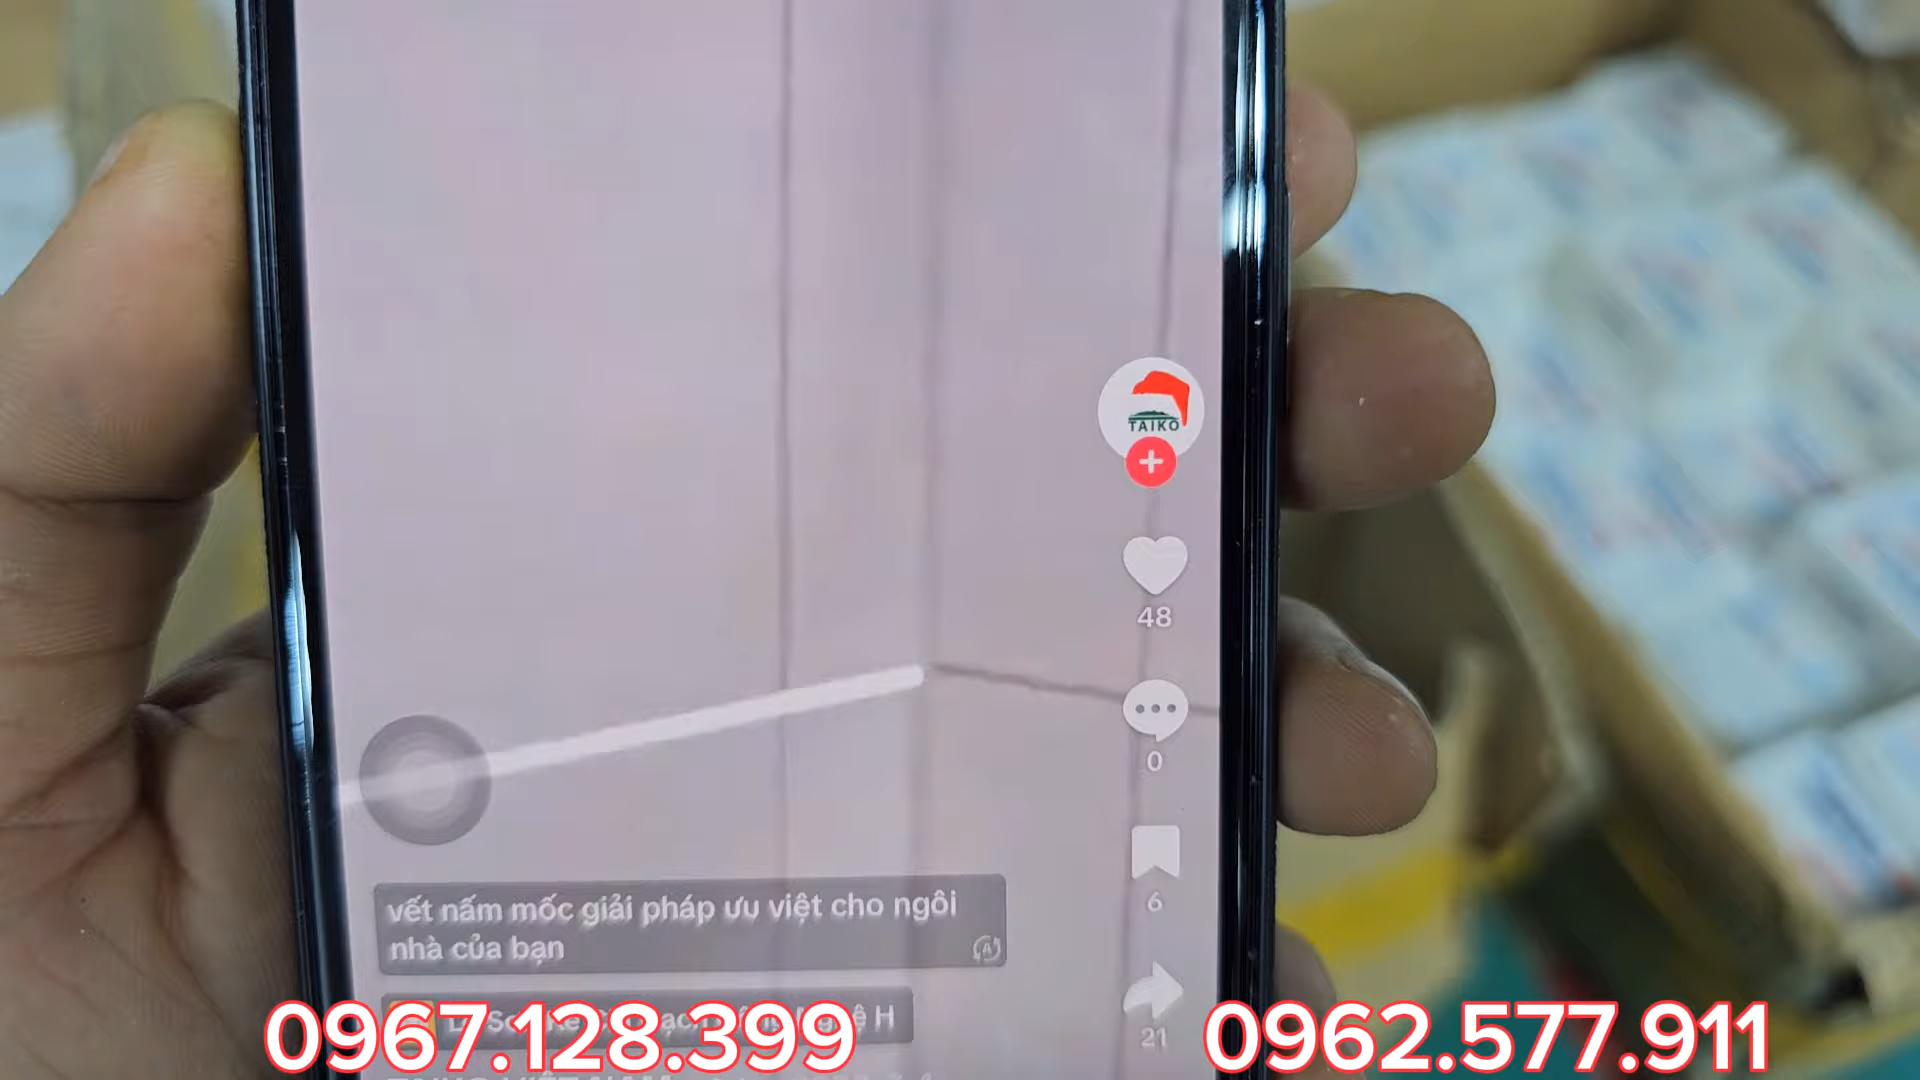 TAIKO
48
0
vết nấm mốc giải pháp ưu việt cho ngôi
nhà của bạn
6
21
0967.128.399
0962.577.911